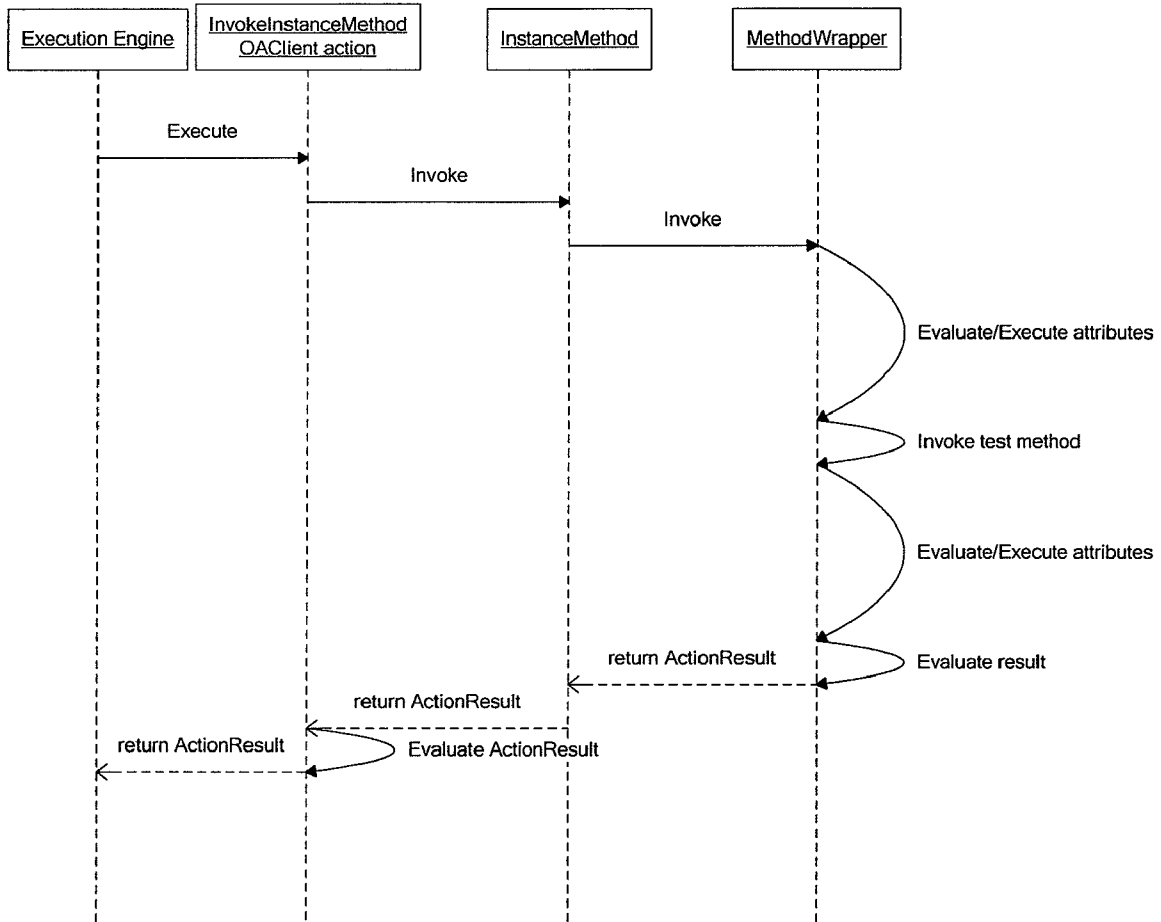 Execution Engine
InvokeInstanceMethod
OAClient action
InstanceMethod
MethodWrapper
Execute
Invoke
Invoke
Evaluate/Execute attributes
Invoke test method
Evaluate/Execute attributes
Evaluate result
return ActionResult
return ActionResult
Evaluate ActionResult
return ActionResult